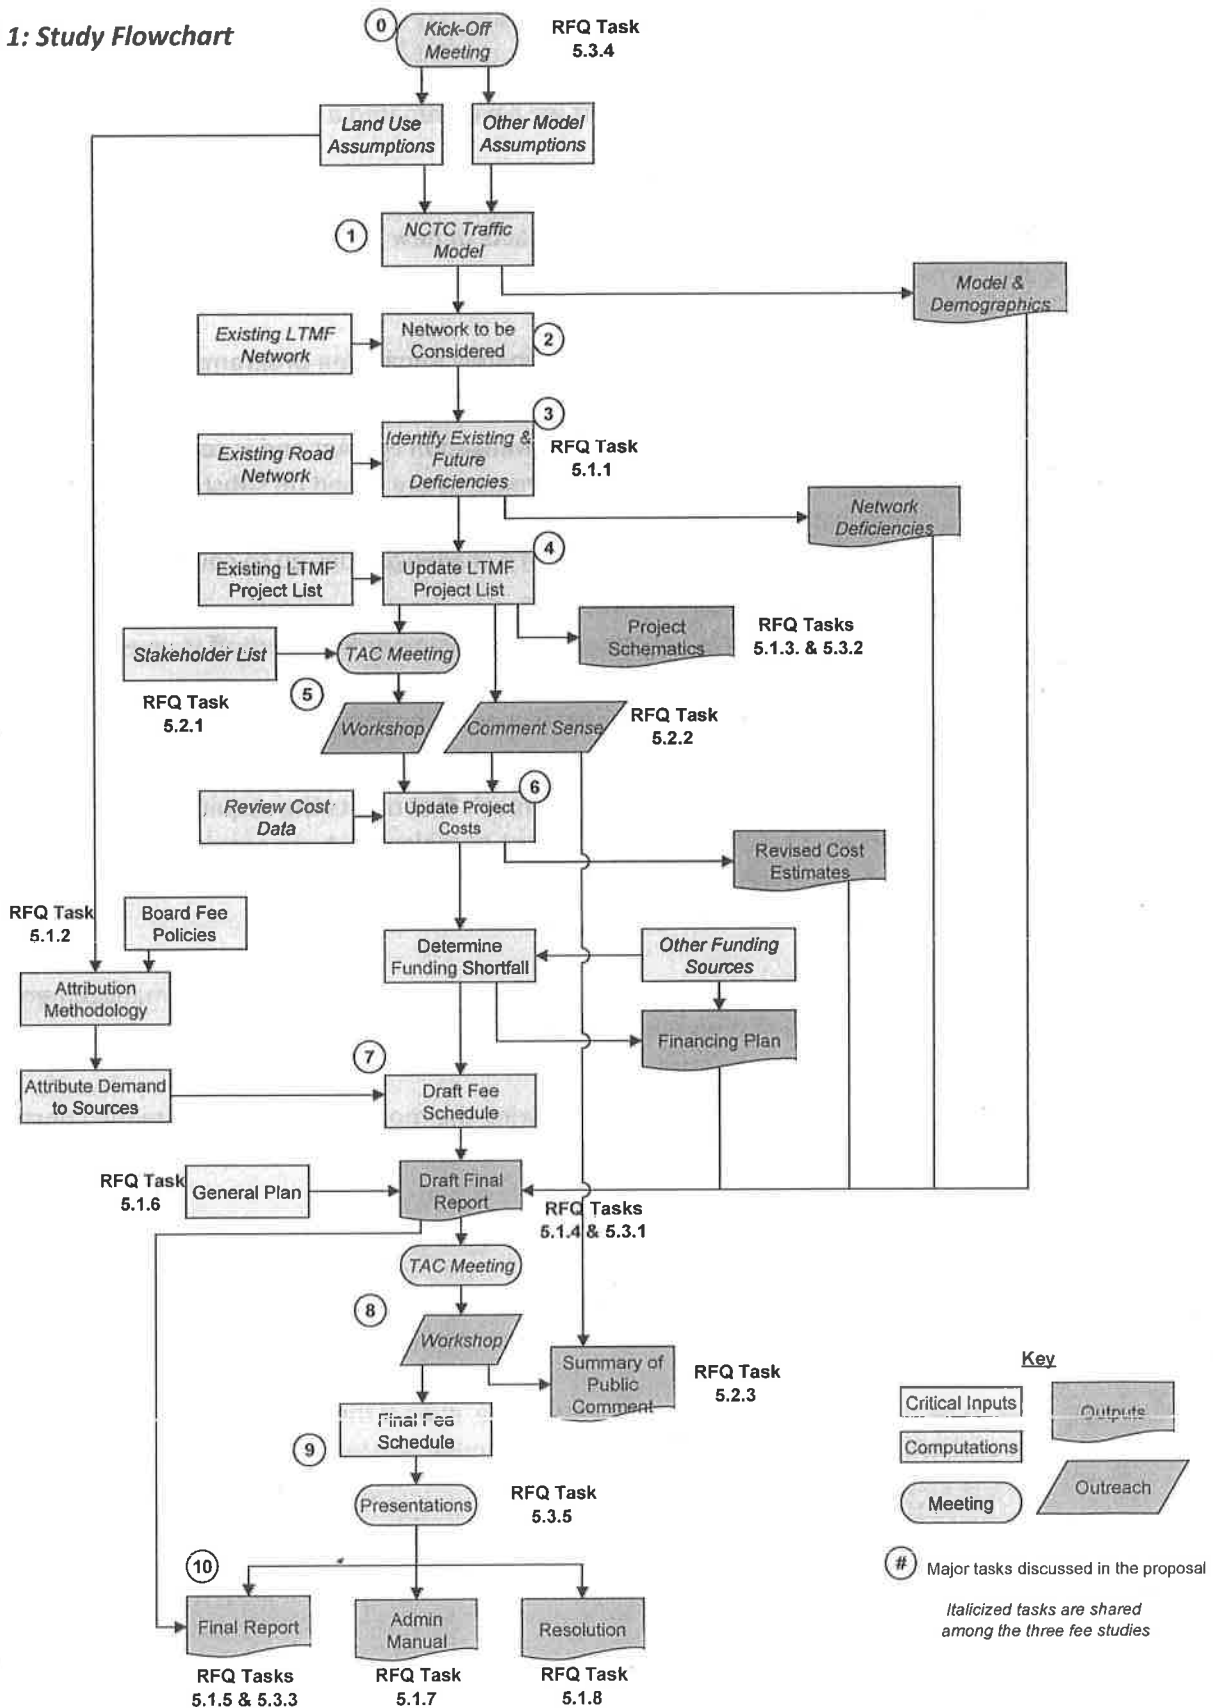 1: Study Flowchart
0
Kick-Off
Meeting
RFQ Task
5.3.4
Land Use
Assumptions
Other Model
Assumptions
1
NCTC Traffic
Model
Model &
Demographics
Existing LTMF
Network
Network to be
Considered
2
3
Existing Road
Network
Identify Existing &
Future
Deficiencies
RFQ Task
5.1.1
Network
Deficiencies
4
Existing LTMF
Project List
Update LTMF
Project List
Project
Schematics
RFQ Tasks
5.1.3. & 5.3.2
Stakeholder List
TAC Meeting
RFQ Task
5.2.1
5
Workshop
Comment Sense
RFQ Task
5.2.2
6
Review Cost
Data
Update Project
Costs
Revised Cost
Estimates
RFQ Task
5.1.2
Board Fee
Policies
Determine
Funding Shortfall
Other Funding
Sources
Attribution
Methodology
Financing Plan
7
Attribute Demand
to Sources
Draft Fee
Schedule
RFQ Task
5.1.6
General Plan
Draft Final
Report
RFQ Tasks
5.1.4 & 5.3.1
TAC Meeting
8
Workshop
Summary of
Public
Comment
RFQ Task
5.2.3
Final Fee
Schedule
9
Presentations
RFQ Task
5.3.5
10
Final Report
Admin
Manual
Resolution
RFQ Tasks
5.1.5 & 5.3.3
RFQ Task
5.1.7
RFQ Task
5.1.8
Key
Critical Inputs
Outputs
Computations
Meeting
Outreach
# Major tasks discussed in the proposal
Italicized tasks are shared
among the three fee studies